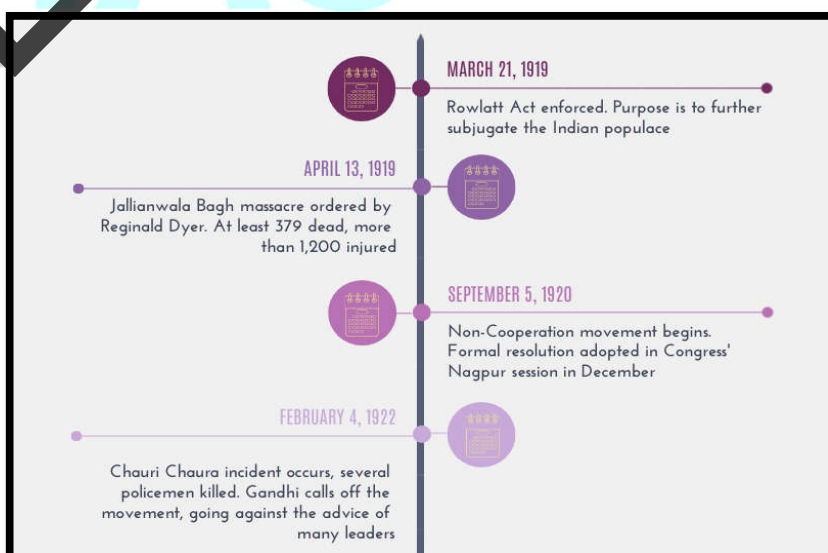 MARCH 21, 1919
Rowlatt Act enforced. Purpose is to further
subjugate the Indian populace
APRIL 13, 1919
Jallianwala Bagh massacre ordered by
Reginald Dyer. At least 379 dead, more
than 1,200 injured
SEPTEMBER 5, 1920
Non-Cooperation movement begins.
Formal resolution adopted in Congress'
Nagpur session in December
FEBRUARY 4, 1922
Chauri Chaura incident occurs, several
policemen killed. Gandhi calls off the
movement, going against the advice of
many leaders